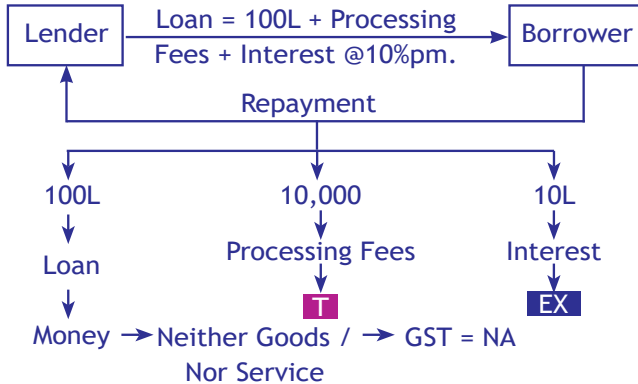 Lender
Loan = 100L + Processing
Fees + Interest @10%pm.
Borrower
Repayment
100L
10,000
10L
Loan
Processing Fees
Interest
T
EX
Money
Neither Goods /
Nor Service
GST = NA